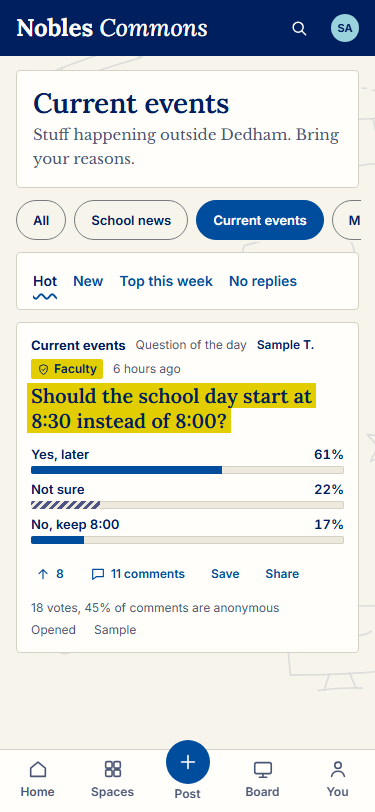 Nobles Commons
SA
Current events
Stuff happening outside Dedham. Bring
your reasons.
All
School news
Current events
M
Hot
New
Top this week
No replies
Current events
Question of the day
Sample T.
Faculty
6 hours ago
Should the school day start at
8:30 instead of 8:00?
Yes, later
61%
Not sure
22%
No, keep 8:00
17%
8
11 comments
Save
Share
18 votes, 45% of comments are anonymous
Opened
Sample
Home
Spaces
Post
Board
You